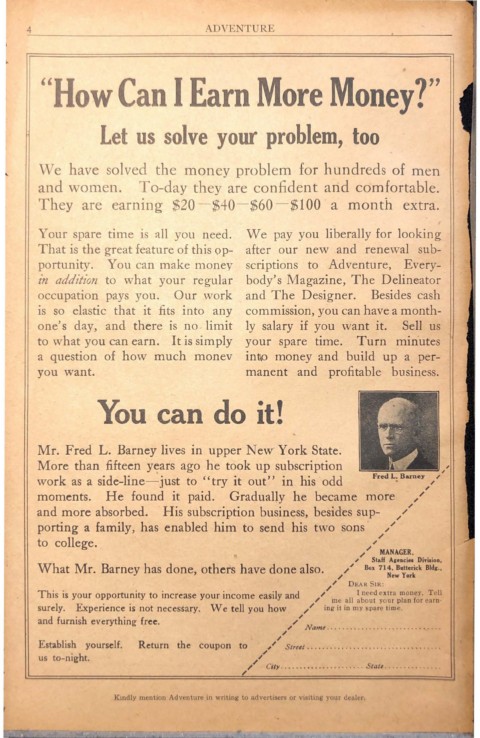 4
ADVENTURE
"How Can I Earn More Money?"
Let us solve your problem, too
We have solved the money problem for hundreds of men
and women. To-day they are confident and comfortable.
They are earning $20—$40—$60—$100 a month extra.
Your spare time is all you need.
That is the great feature of this op-
portunity. You can make money
in addition to what your regular
occupation pays you. Our work
is so elastic that it fits into any
one's day, and there is no limit
to what you can earn. It is simply
a question of how much money
you want.
We pay you liberally for looking
after our new and renewal sub-
scriptions to Adventure, Every-
body's Magazine, The Delineator
and The Designer. Besides cash
commission, you can have a month-
ly salary if you want it. Sell us
your spare time. Turn minutes
into money and build up a per-
manent and profitable business.
You can do it!
Mr. Fred L. Barney lives in upper New York State.
More than fifteen years ago he took up subscription
work as a side-line—just to "try it out" in his odd
moments. He found it paid. Gradually he became more
and more absorbed. His subscription business, besides sup-
porting a family, has enabled him to send his two sons
to college.
Fred L. Barney
What Mr. Barney has done, others have done also.
This is your opportunity to increase your income easily and
surely. Experience is not necessary. We tell you how
and furnish everything free.
Establish yourself. Return the coupon to
us to-night.
MANAGER,
Staff Agencies Division,
Box 714, Butterick Bldg.,
New York
DEAR SIR:
I need extra money. Tell
me all about your plan for earn-
ing it in my spare time.
Name
Street
City State
Kindly mention Adventure in writing to advertisers or visiting your dealer.